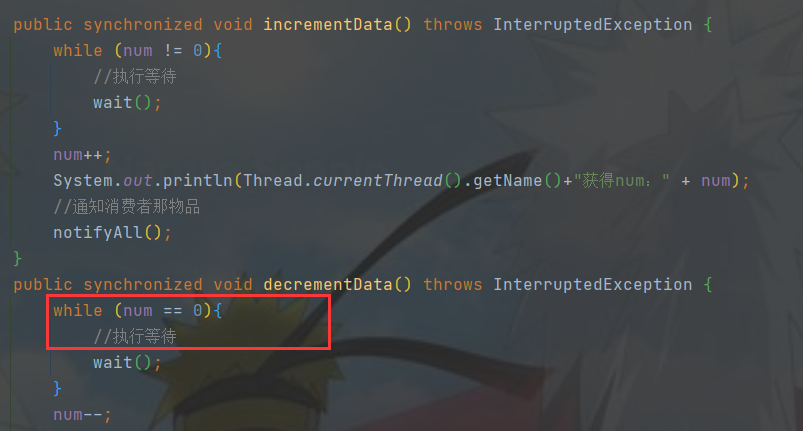 public synchronized void incrementData() throws InterruptedException {
while (num != 0){
//执行等待
wait();
}
num++;
System.out.println(Thread.currentThread().getName()+"获得num：" + num);
//通知消费者那物品
notifyAll();
}
public synchronized void decrementData() throws InterruptedException {
while (num == 0){
//执行等待
wait();
}
num--;